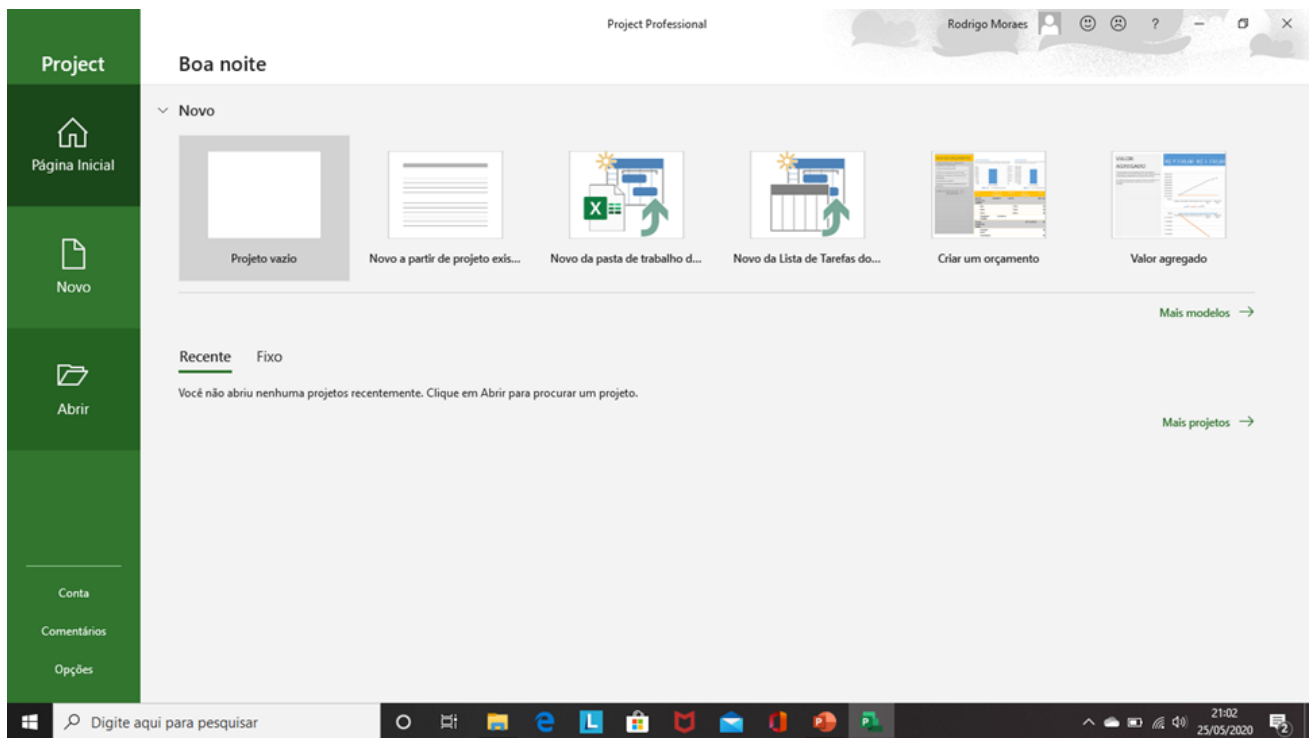 Project Professional
Rodrigo Moraes
?
Project
Boa noite
Novo
Página Inicial
Projeto vazio
Novo a partir de projeto exis...
Novo da pasta de trabalho d...
Novo da Lista de Tarefas do...
Criar um orçamento
Valor agregado
VALOR
AGREGADO
Novo
Mais modelos
Recente Fixo
Você não abriu nenhuma projetos recentemente. Clique em Abrir para procurar um projeto.
Abrir
Mais projetos
Conta
Comentários
Opções
Digite aqui para pesquisar
21:02
25/05/2020
2